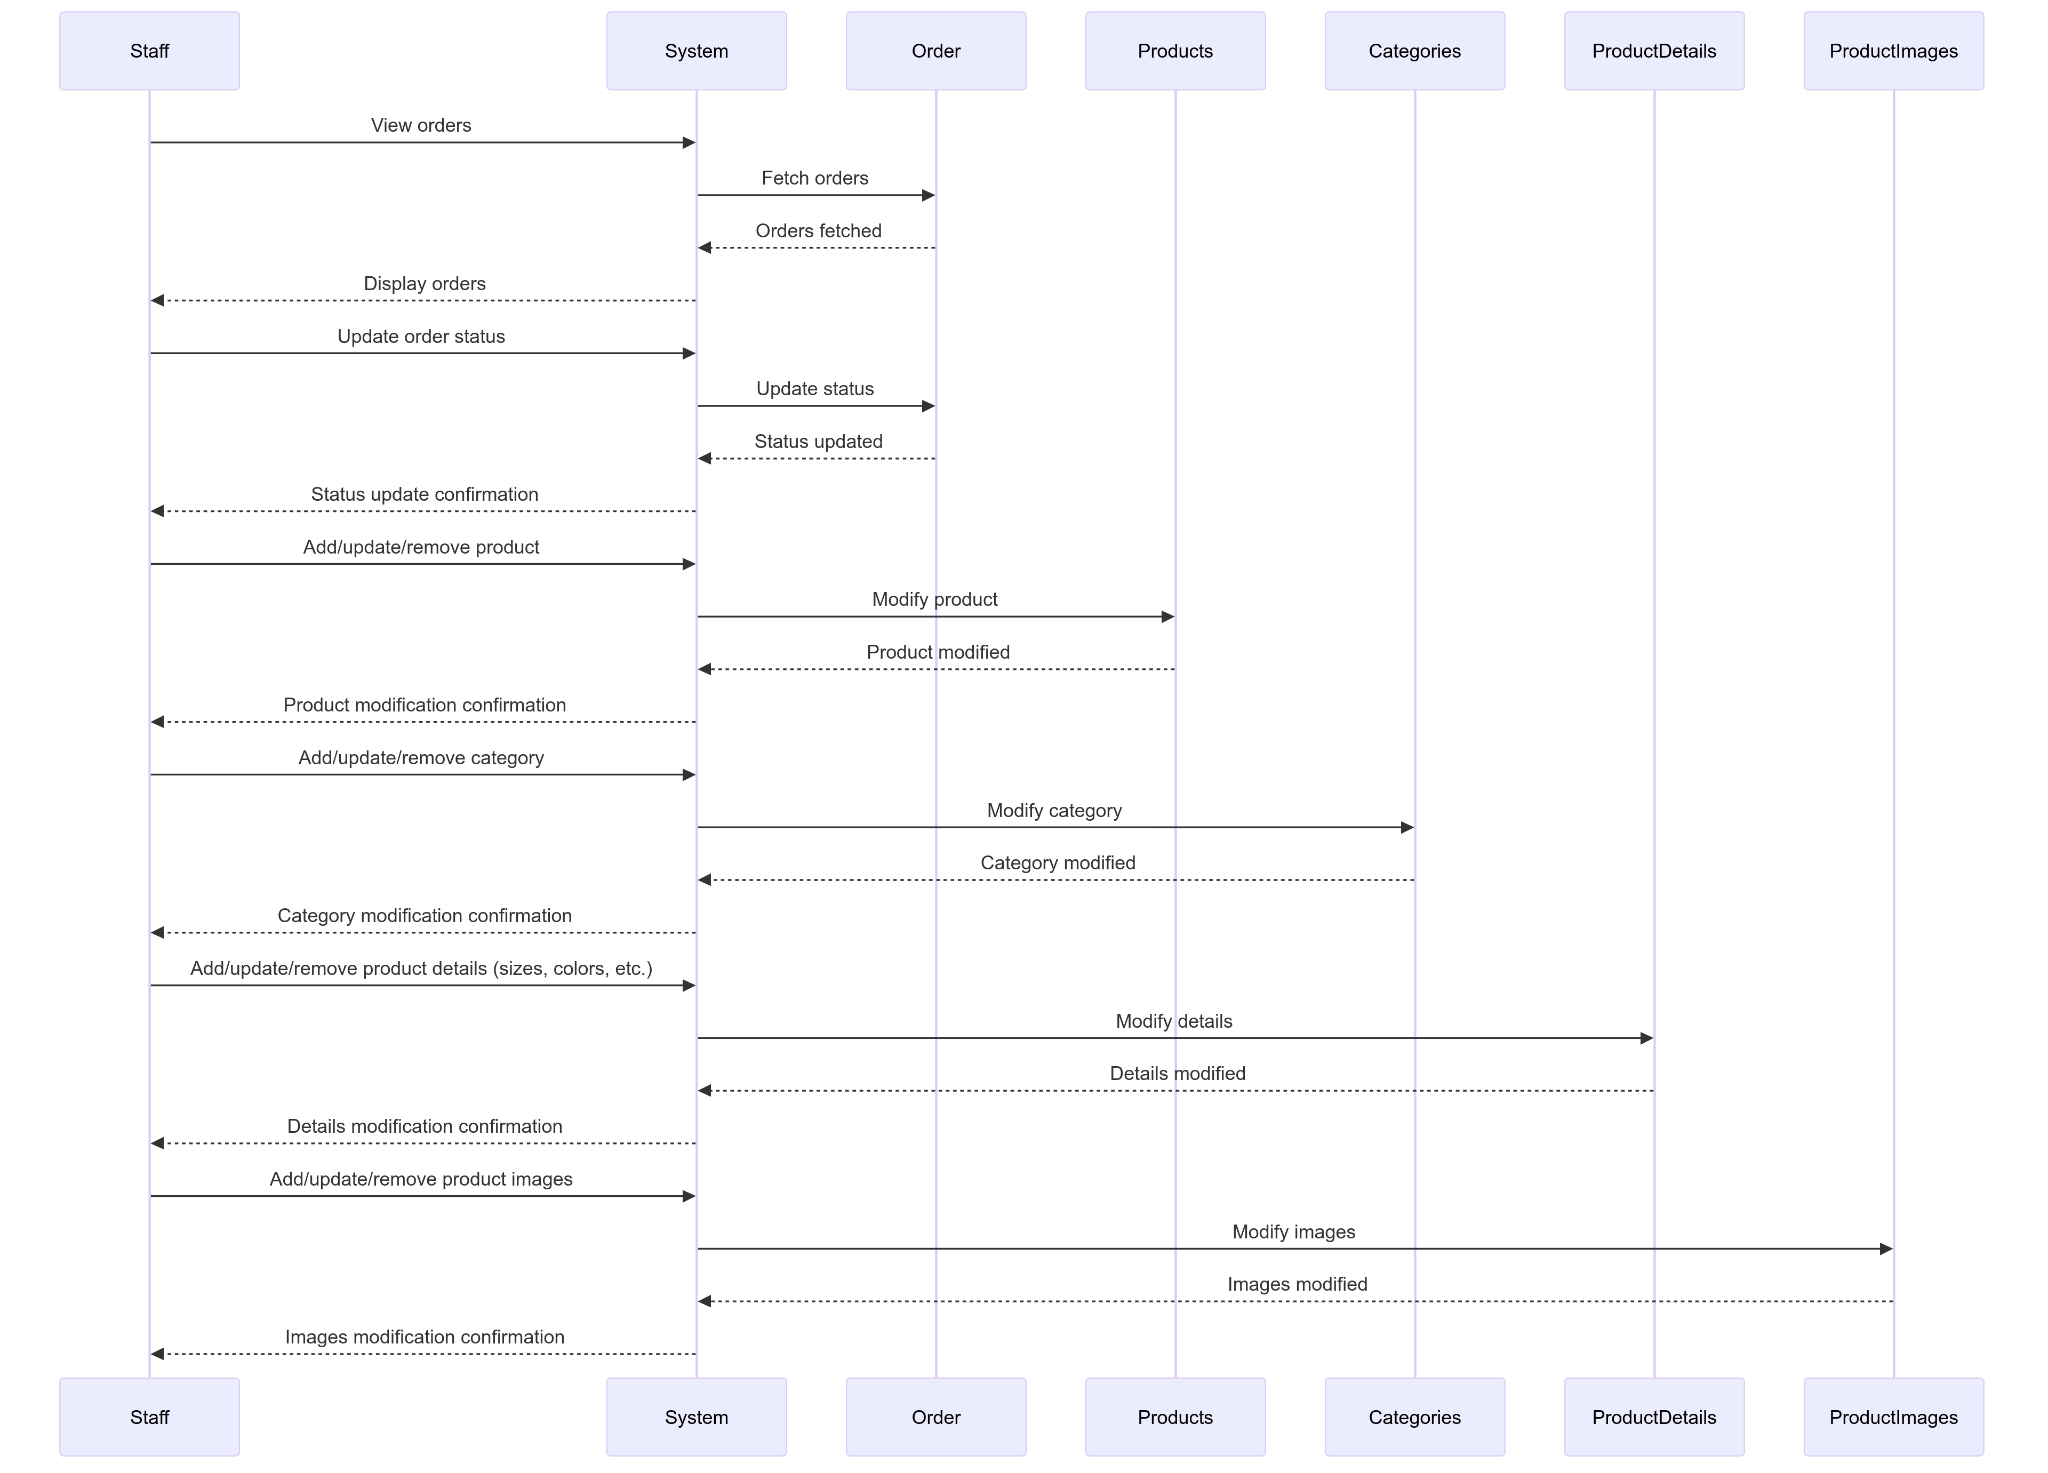 Staff
System
Order
Products
Categories
ProductDetails
ProductImages
View orders
Fetch orders
Orders fetched
Display orders
Update order status
Update status
Status updated
Status update confirmation
Add/update/remove product
Modify product
Product modified
Product modification confirmation
Add/update/remove category
Modify category
Category modified
Category modification confirmation
Add/update/remove product details (sizes, colors, etc.)
Modify details
Details modified
Details modification confirmation
Add/update/remove product images
Modify images
Images modified
Images modification confirmation
Staff
System
Order
Products
Categories
ProductDetails
ProductImages